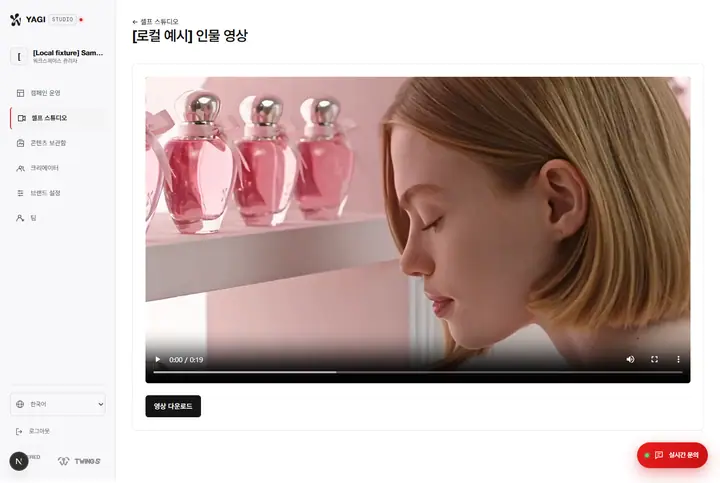 YAGI STUDIO
[Local fixture] Sam...
워크스페이스 관리자
캠페인 운영
셀프 스튜디오
콘텐츠 보관함
크리에이터
브랜드 설정
팀
한국어
로그아웃
N
TWINGS
← 셀프 스튜디오
[로컬 예시] 인물 영상
0:00 / 0:19
영상 다운로드
실시간 문의